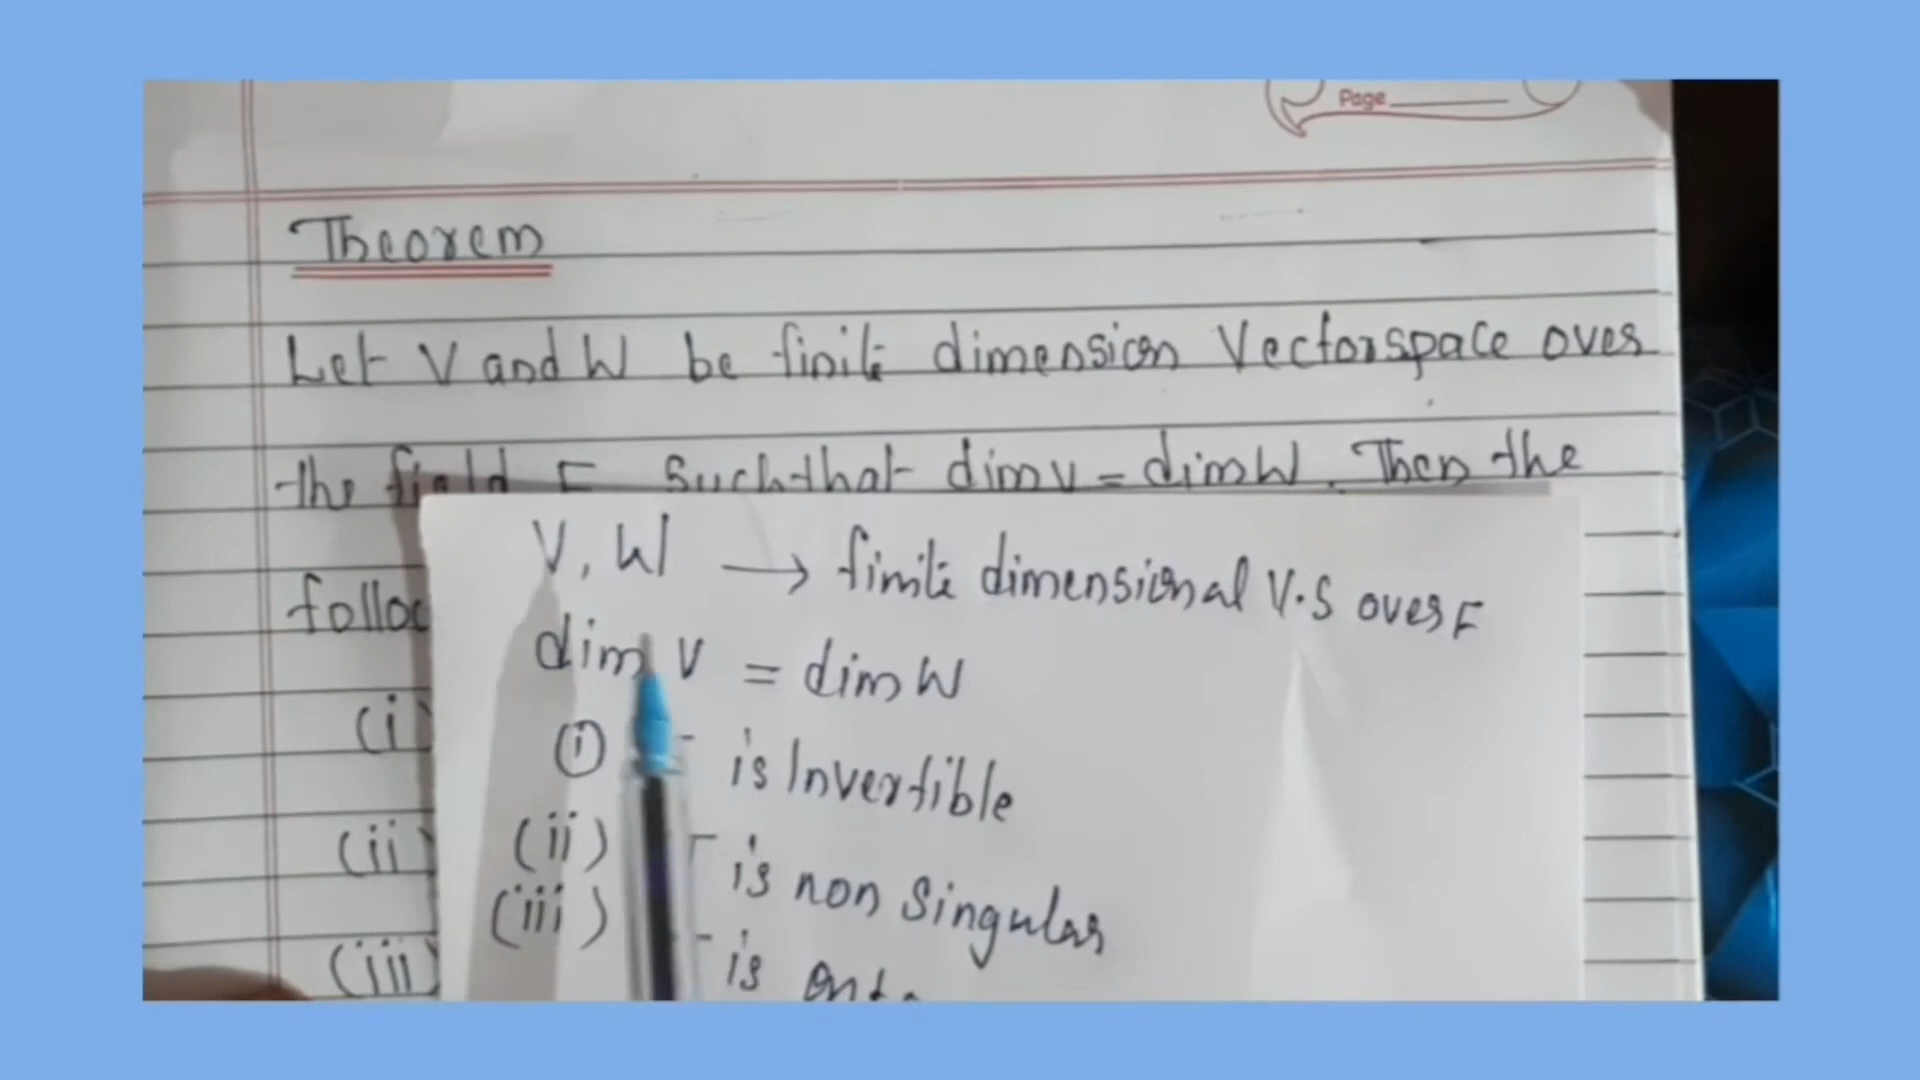 Page
Theorem
Let V and W be finite dimension Vectorspace over
the field F such that dim V = dim W. Then the
V, W → finite dimensional V.S over F
dim V = dim W
(i)
(i) is Invertible
(ii)
(ii) T is non Singular
(iii)
(iii) T is onto